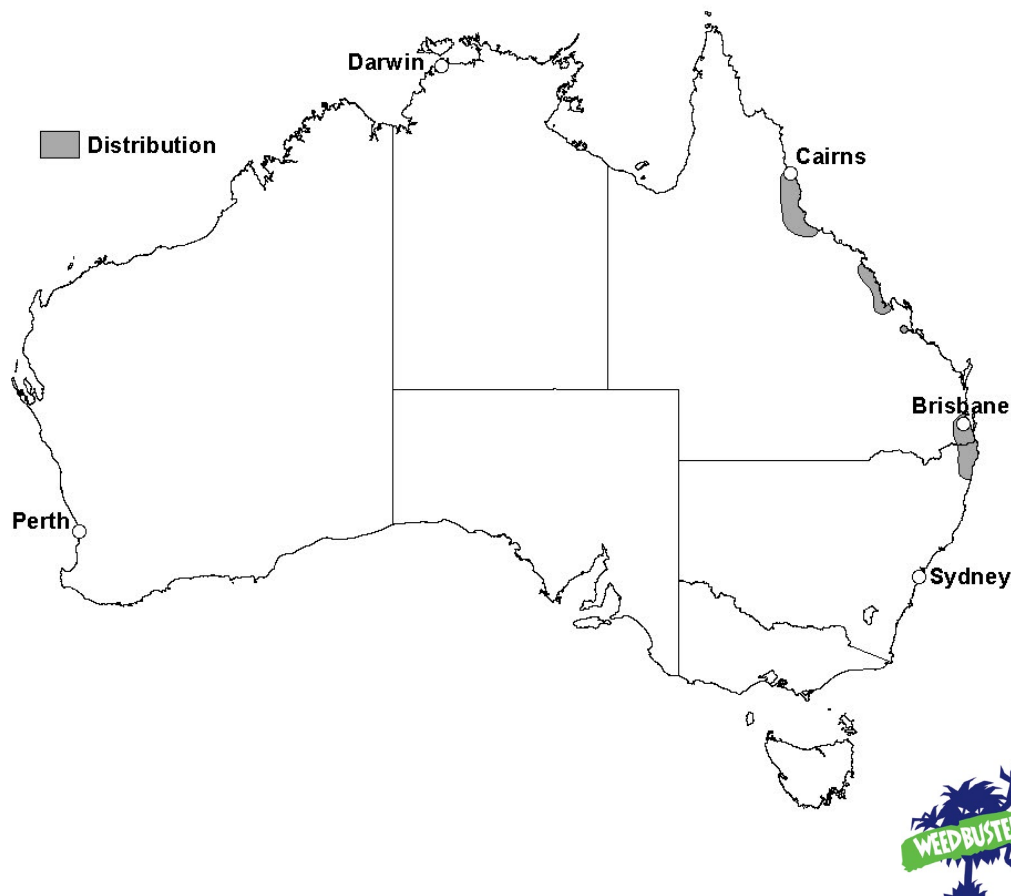 Darwin
Distribution
Cairns
Brisbane
Perth
Sydney
WEEDBUSTE